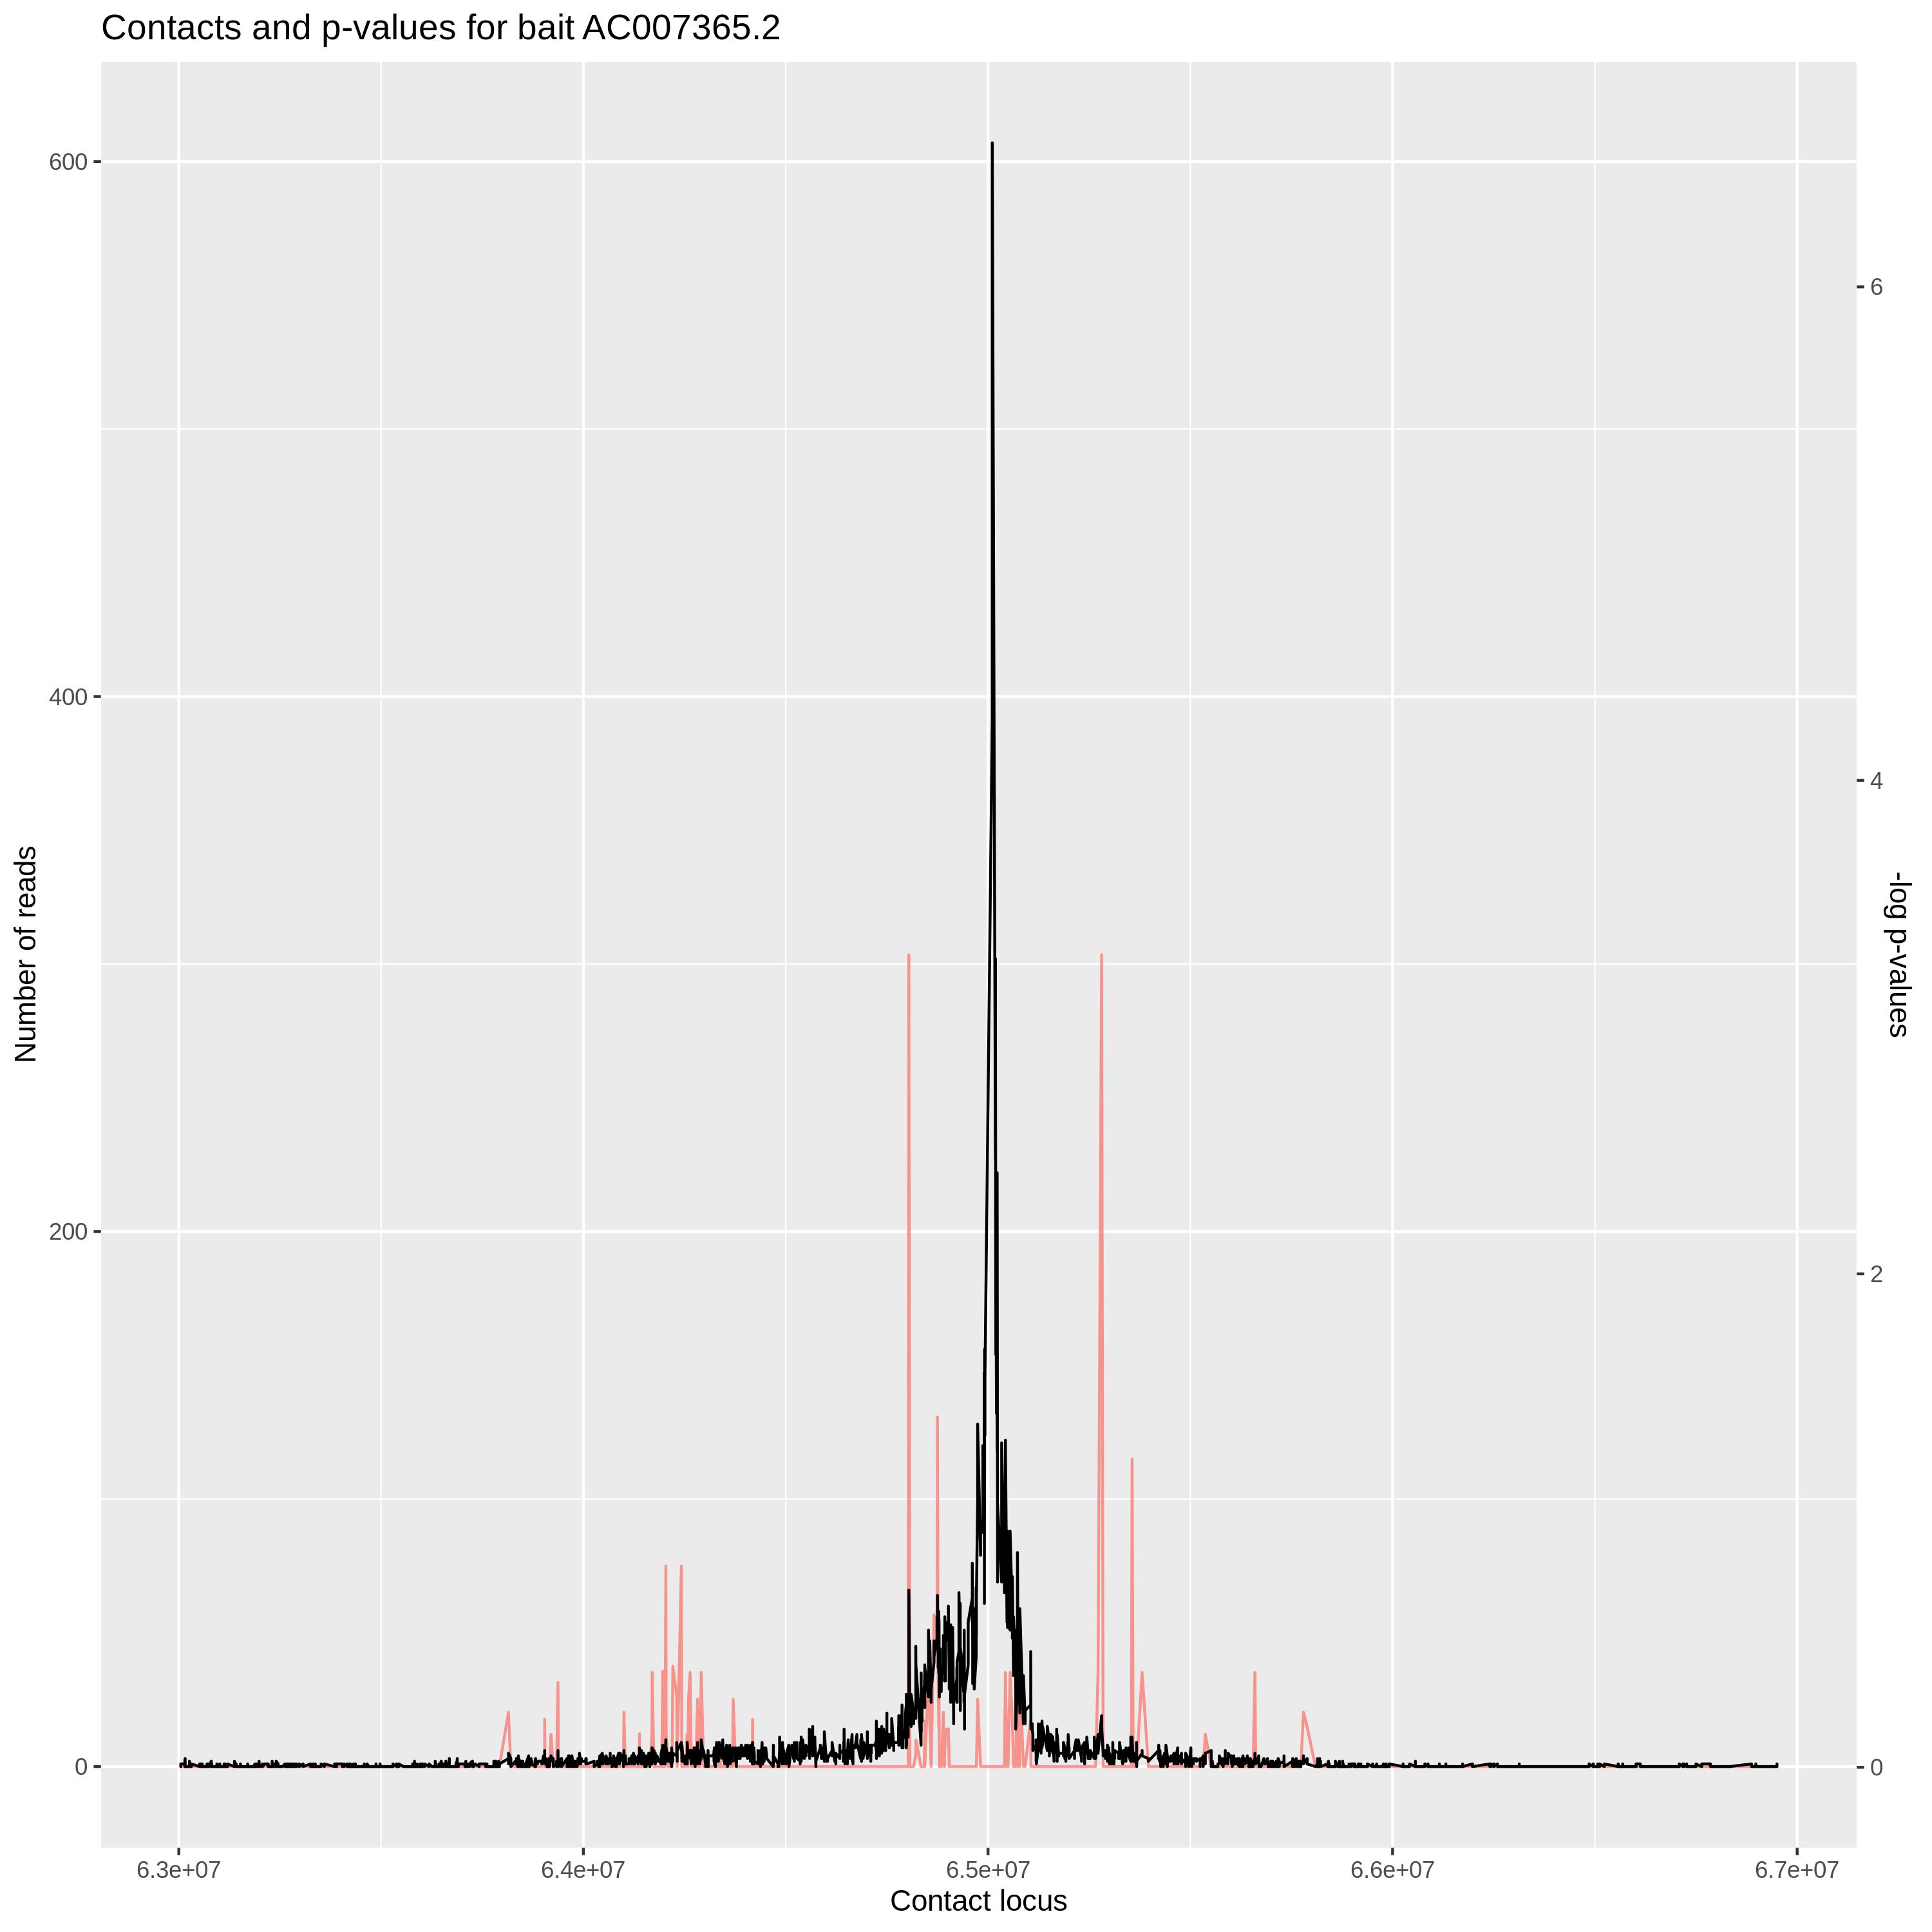 Contacts and p-values for bait AC007365.2
600
400
200
0
Number of reads
6
4
2
0
-log p-values
6.3e+07 6.4e+07 6.5e+07 6.6e+07 6.7e+07
Contact locus